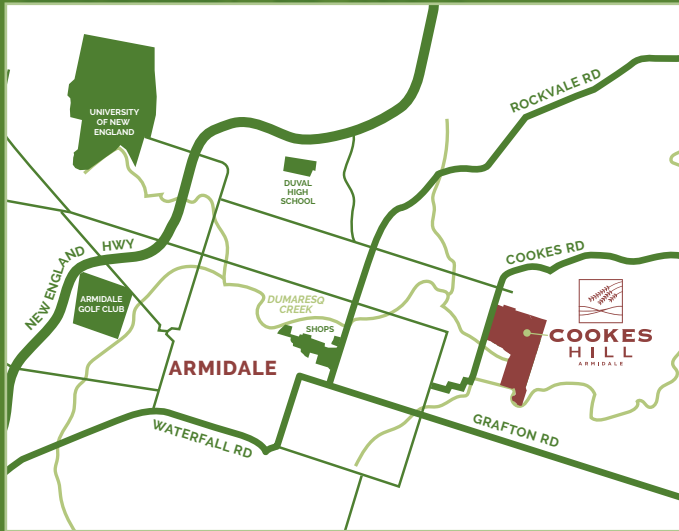 UNIVERSITY
OF NEW
ENGLAND
ROCKVALE RD
DUVAL
HIGH
SCHOOL
NEW ENGLAND HWY
COOKES RD
ARMIDALE
GOLF CLUB
DUMARESQ
CREEK
SHOPS
COOKES
HILL
ARMIDALE
ARMIDALE
WATERFALL RD
GRAFTON RD